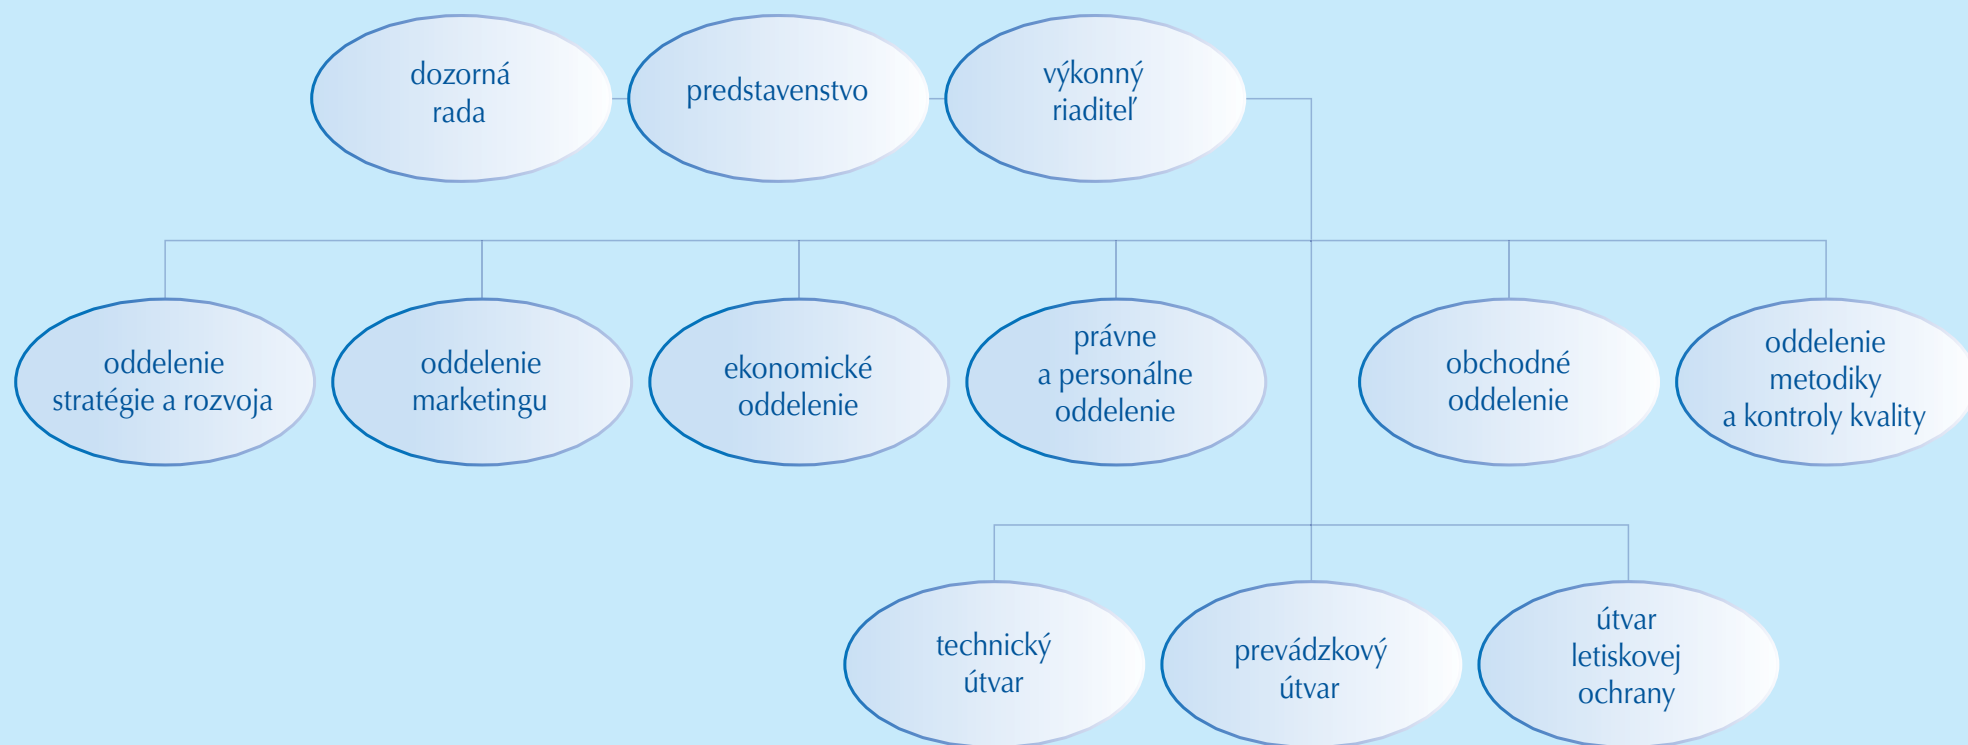 dozorná
rada
predstavenstvo
výkonný
riaditeľ
oddelenie
stratégie a rozvoja
oddelenie
marketingu
ekonomické
oddelenie
právne
a personálne
oddelenie
obchodné
oddelenie
oddelenie
metodiky
a kontroly kvality
technický
útvar
prevádzkový
útvar
útvar
letiskovej
ochrany